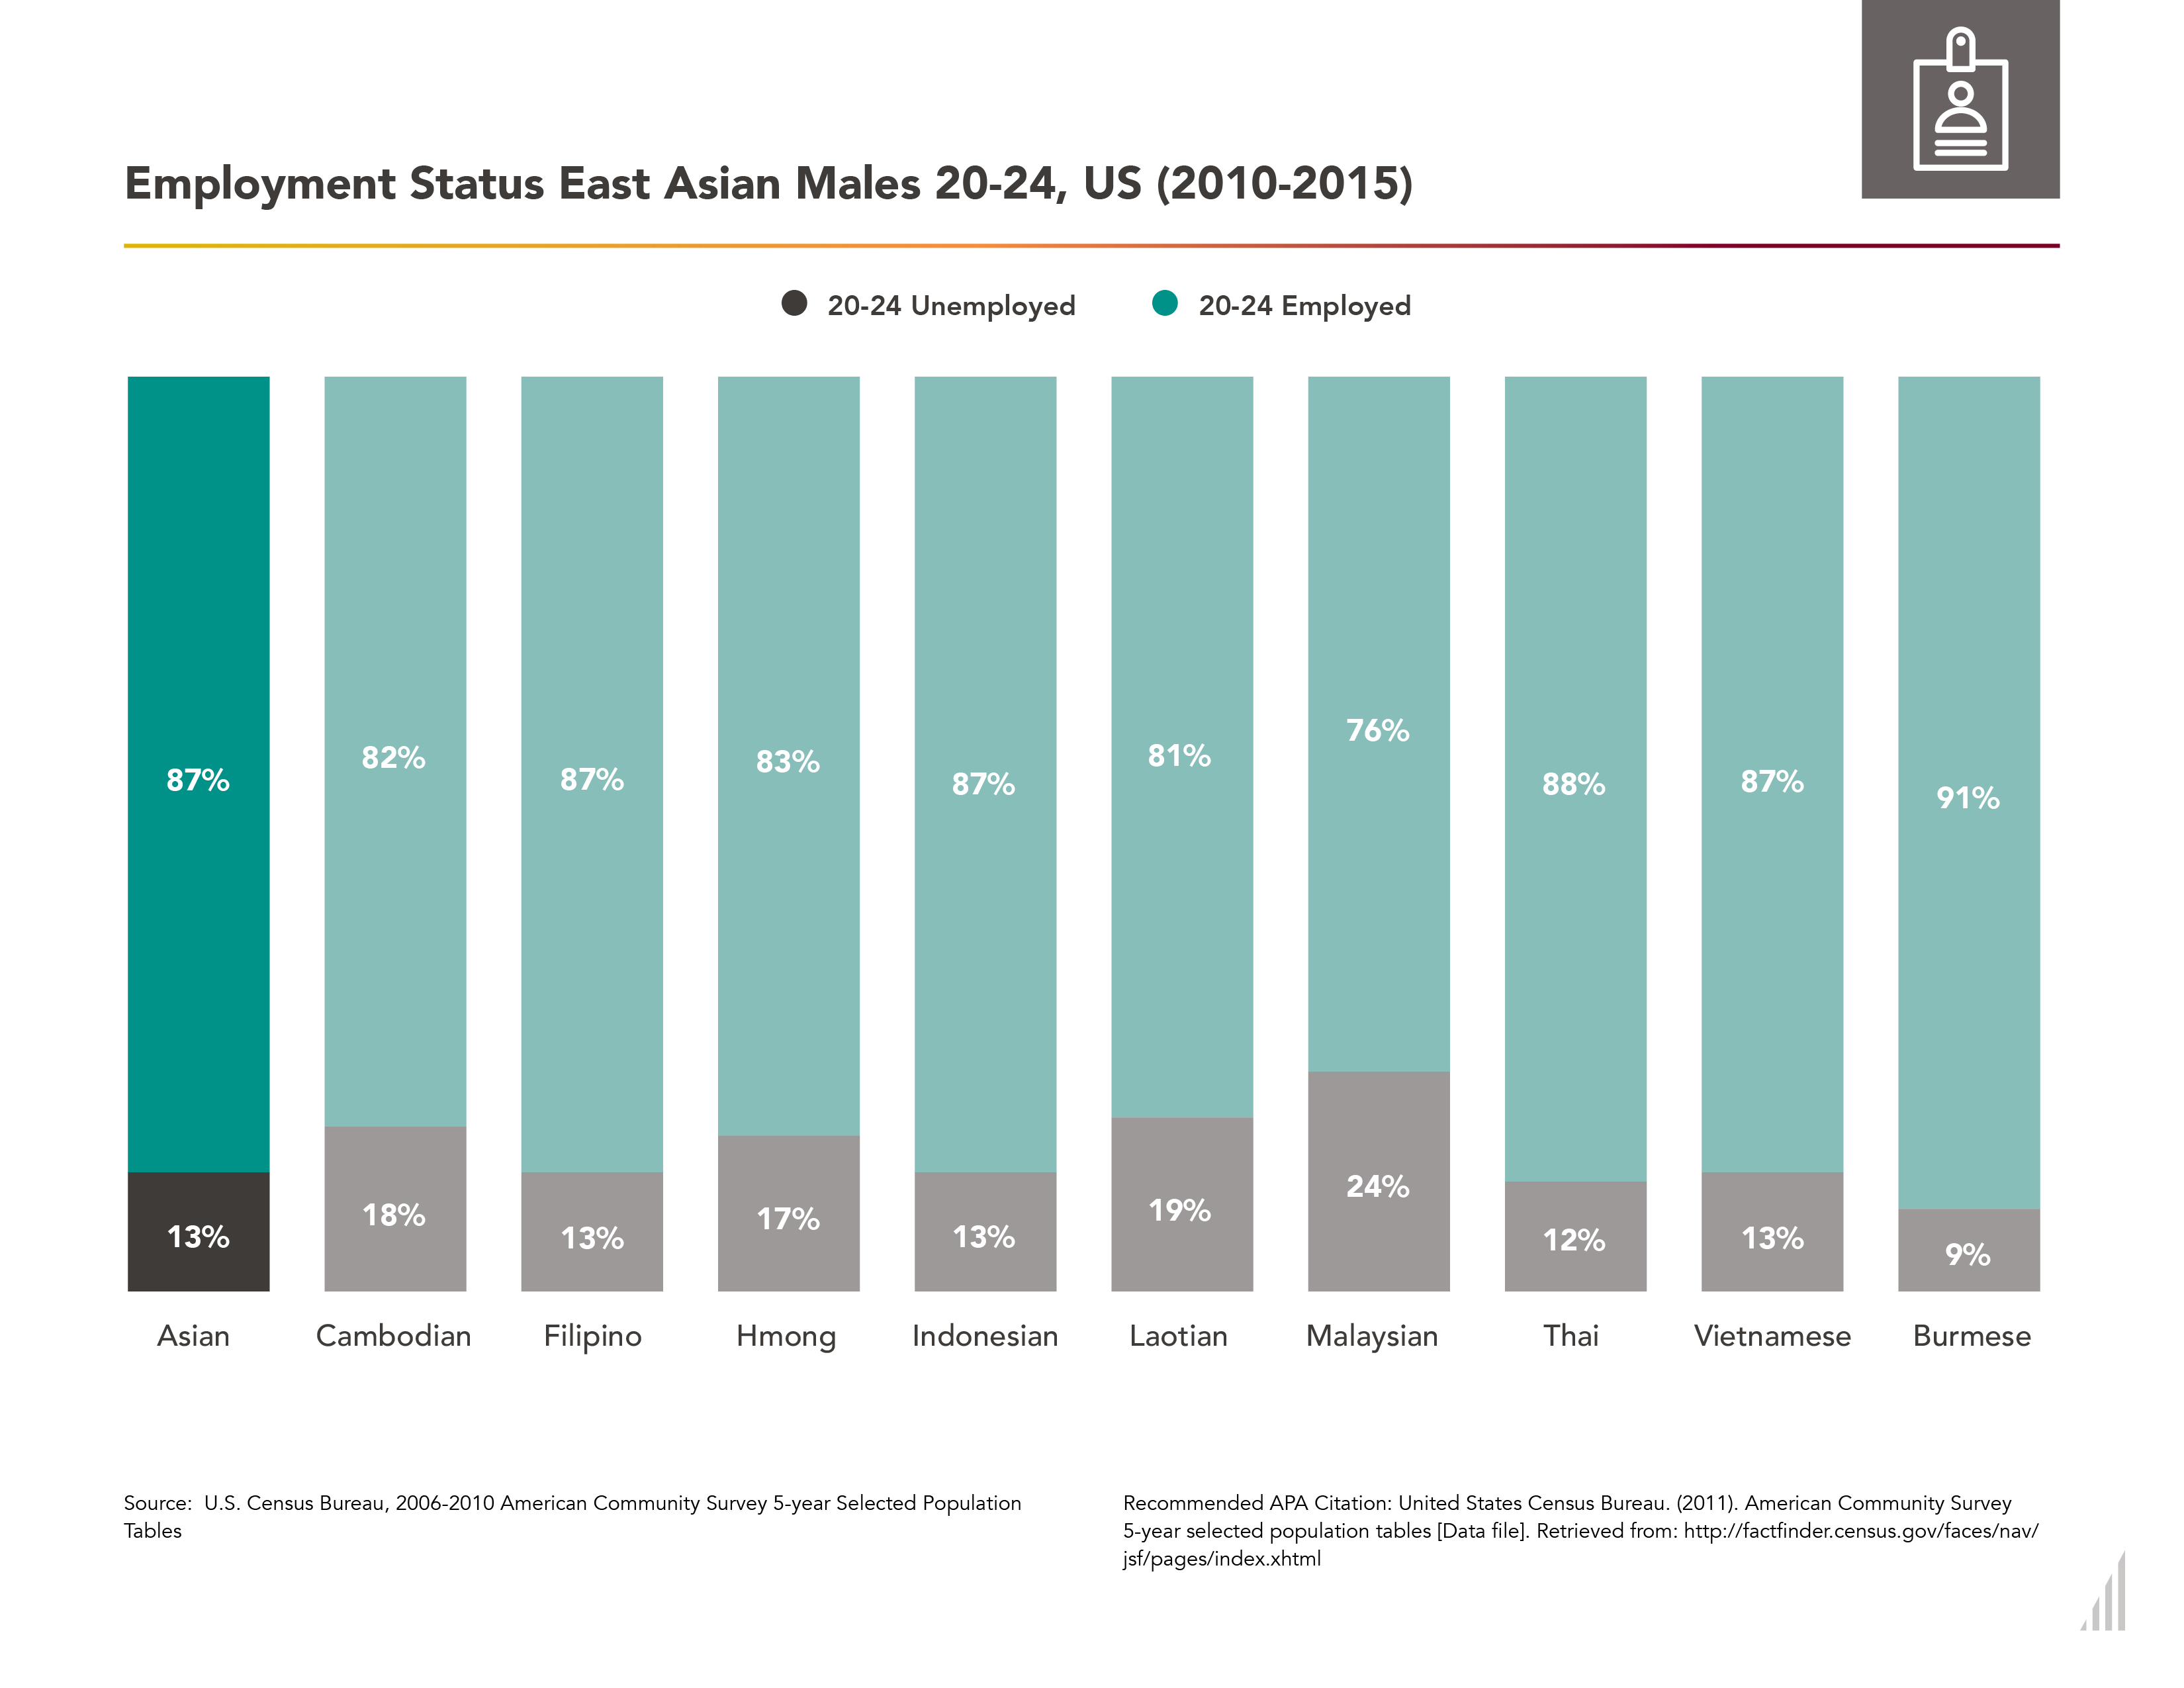 Employment Status East Asian Males 20-24, US (2010-2015)
20-24 Unemployed
20-24 Employed
87%
82%
87%
83%
87%
81%
76%
88%
87%
91%
13%
18%
13%
17%
13%
19%
24%
12%
13%
9%
Asian
Cambodian
Filipino
Hmong
Indonesian
Laotian
Malaysian
Thai
Vietnamese
Burmese
Source:  U.S. Census Bureau, 2006-2010 American Community Survey 5-year Selected Population
Tables
Recommended APA Citation: United States Census Bureau. (2011). American Community Survey
5-year selected population tables [Data file]. Retrieved from: http://factfinder.census.gov/faces/nav/
jsf/pages/index.xhtml